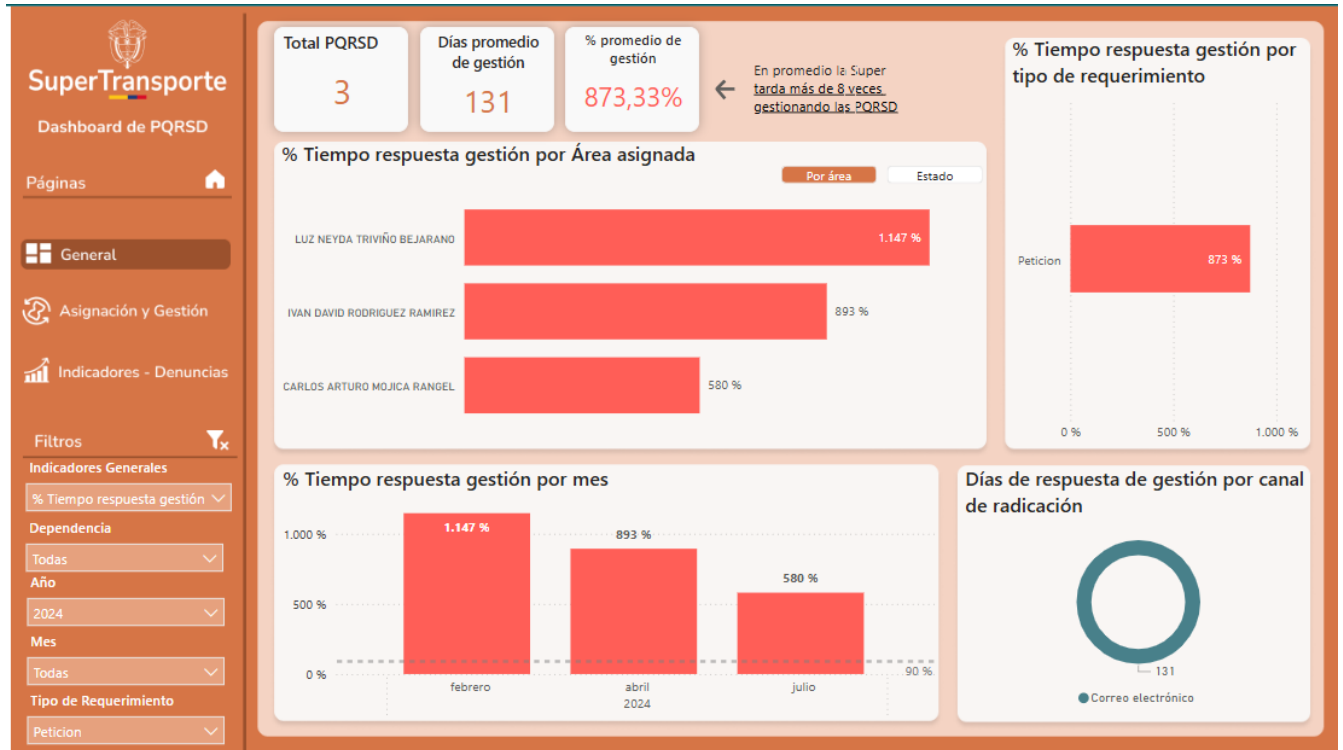 SuperTransporte
Dashboard de PQRSD
Páginas
General
Asignación y Gestión
Indicadores - Denuncias
Filtros
Indicadores Generales
% Tiempo respuesta gestión
Dependencia
Todas
Año
2024
Mes
Todas
Tipo de Requerimiento
Peticion
Total PQRSD
3
Días promedio
de gestión
131
% promedio de
gestión
873,33%
En promedio la Super
tarda más de 8 veces
gestionando las PQRSD
% Tiempo respuesta gestión por Área asignada
Por área
Estado
LUZ NEYDA TRIVIÑO BEJARANO
1.147 %
IVAN DAVID RODRIGUEZ RAMIREZ
893 %
CARLOS ARTURO MOJICA RANGEL
580 %
% Tiempo respuesta gestión por
tipo de requerimiento
Peticion
873 %
0 %
500 %
1.000 %
% Tiempo respuesta gestión por mes
1.000 %
500 %
0 %
1.147 %
893 %
580 %
90 %
febrero
abril
julio
2024
Días de respuesta de gestión por canal
de radicación
131
Correo electrónico